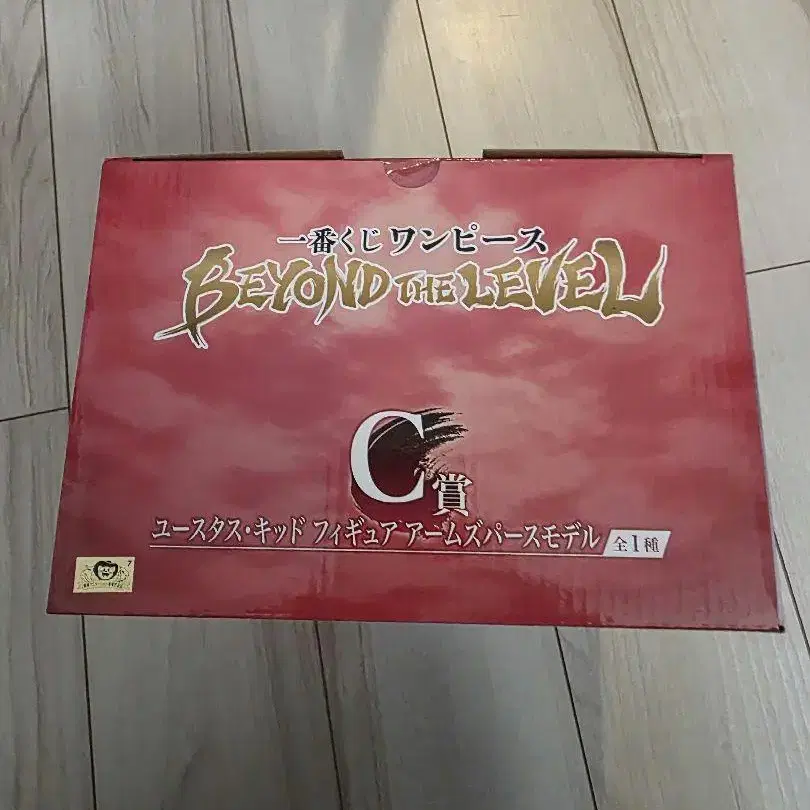 一番くじ ワンピース
BEYOND THE LEVEL
C賞
ユースタス・キッド フィギュア アームズパースモデル 全1種
7